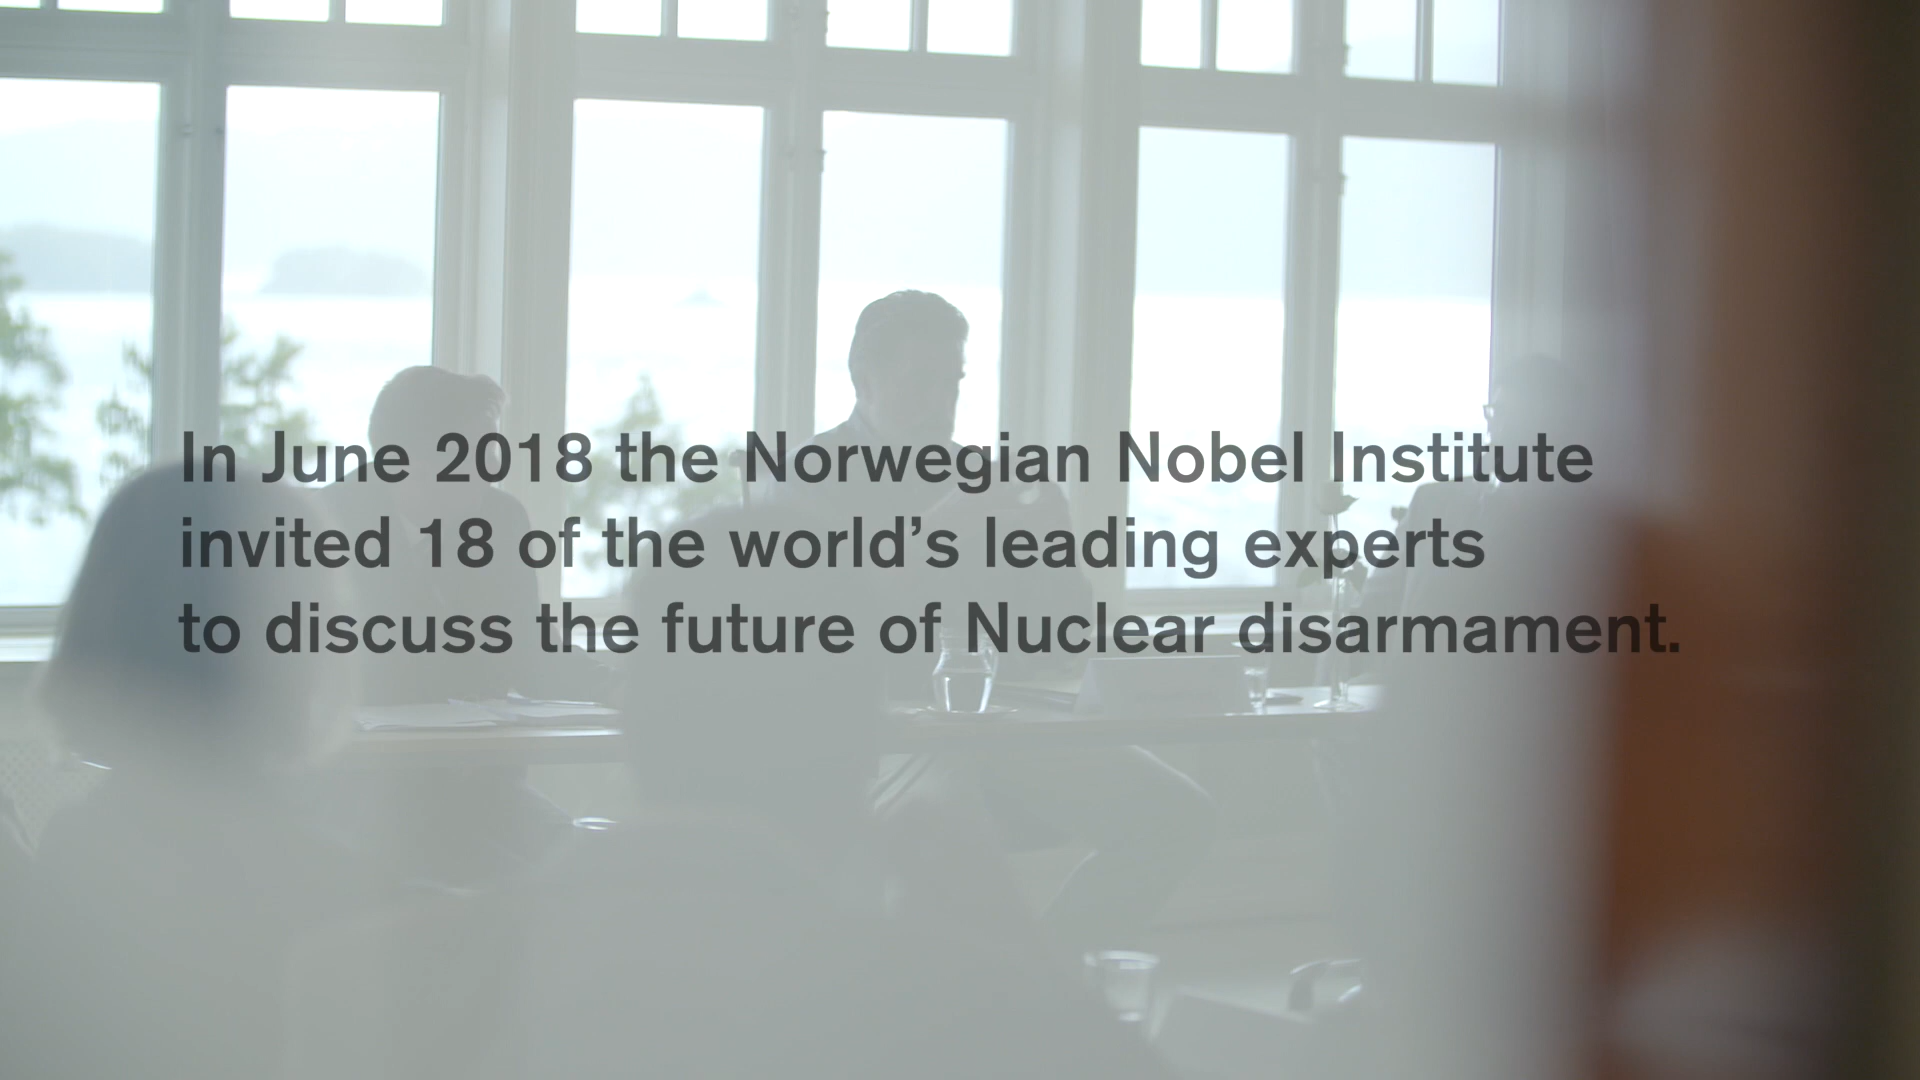 In June 2018 the Norwegian Nobel Institute
invited 18 of the world’s leading experts
to discuss the future of Nuclear disarmament.